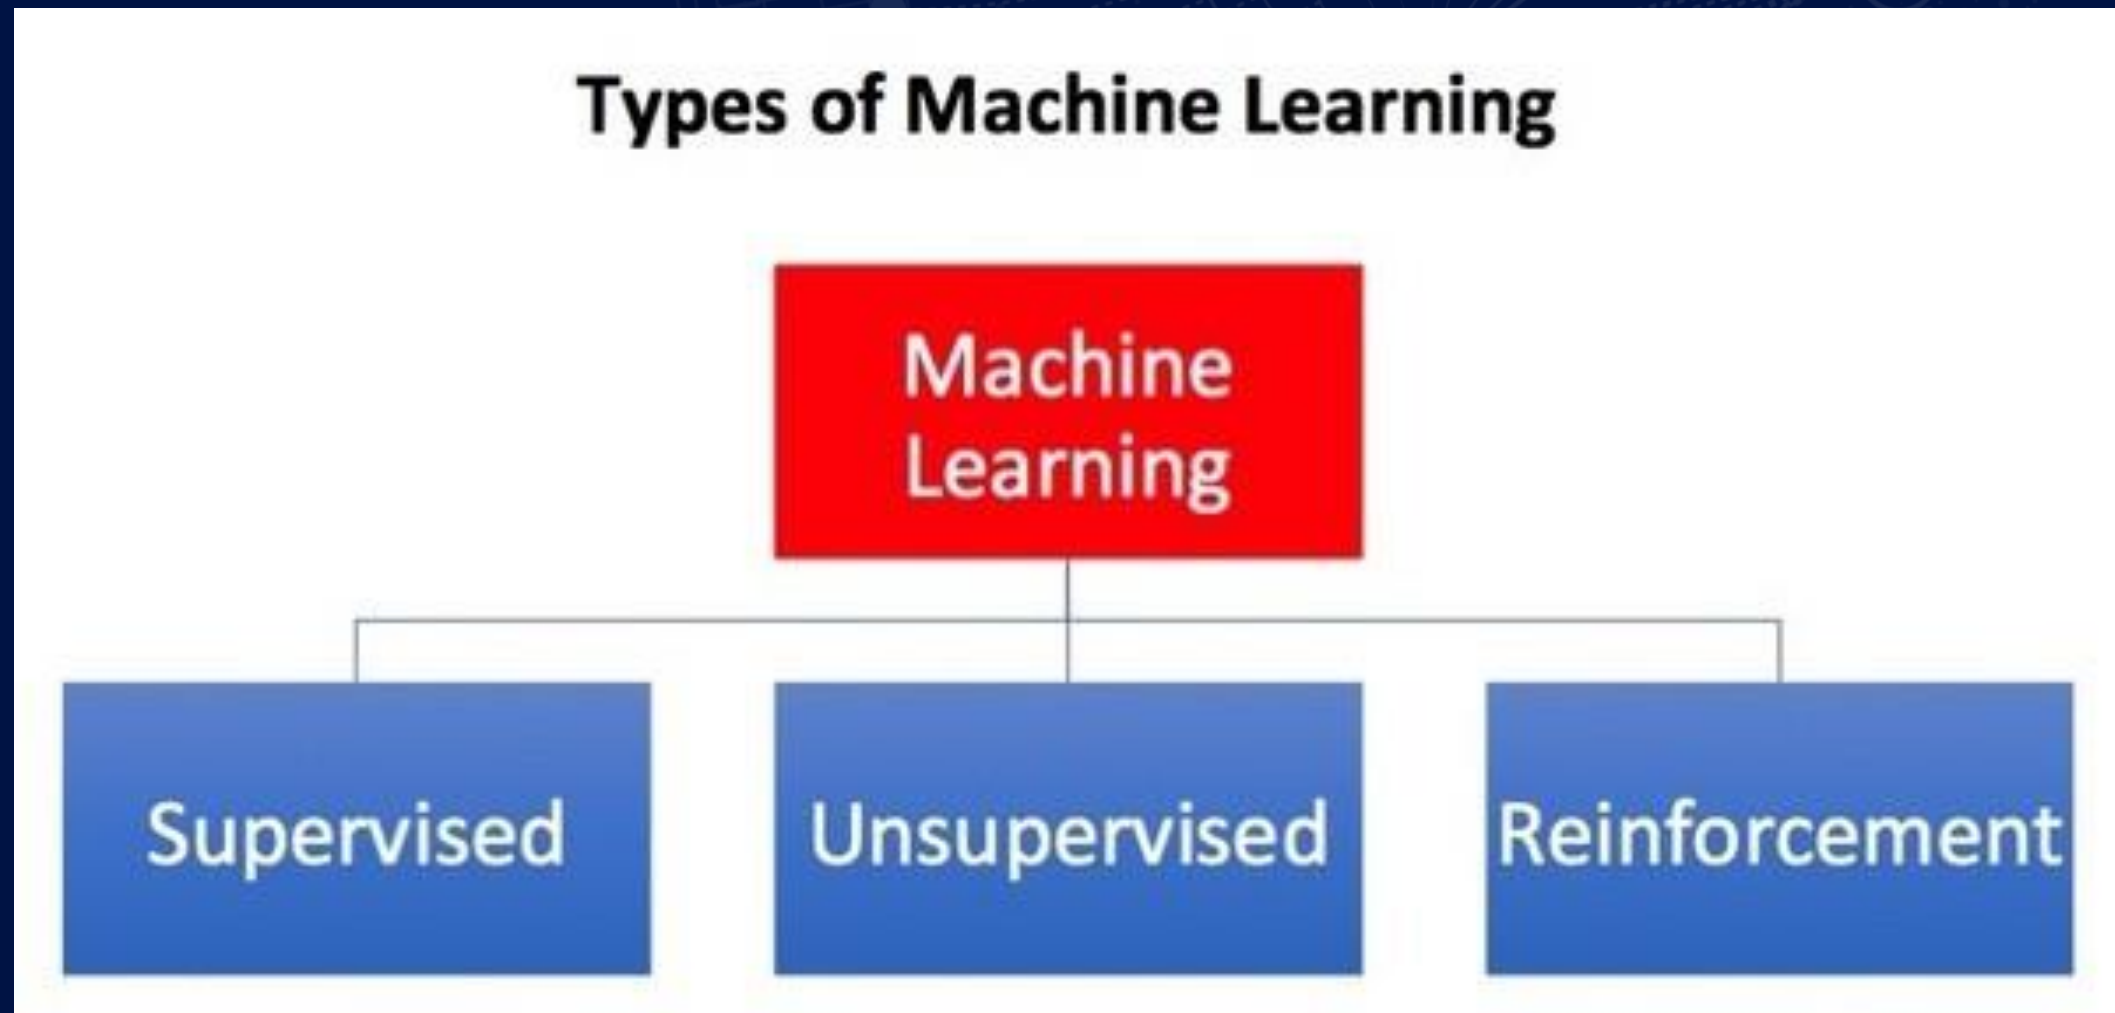 Types of Machine Learning
Machine
Learning
Supervised
Unsupervised
Reinforcement